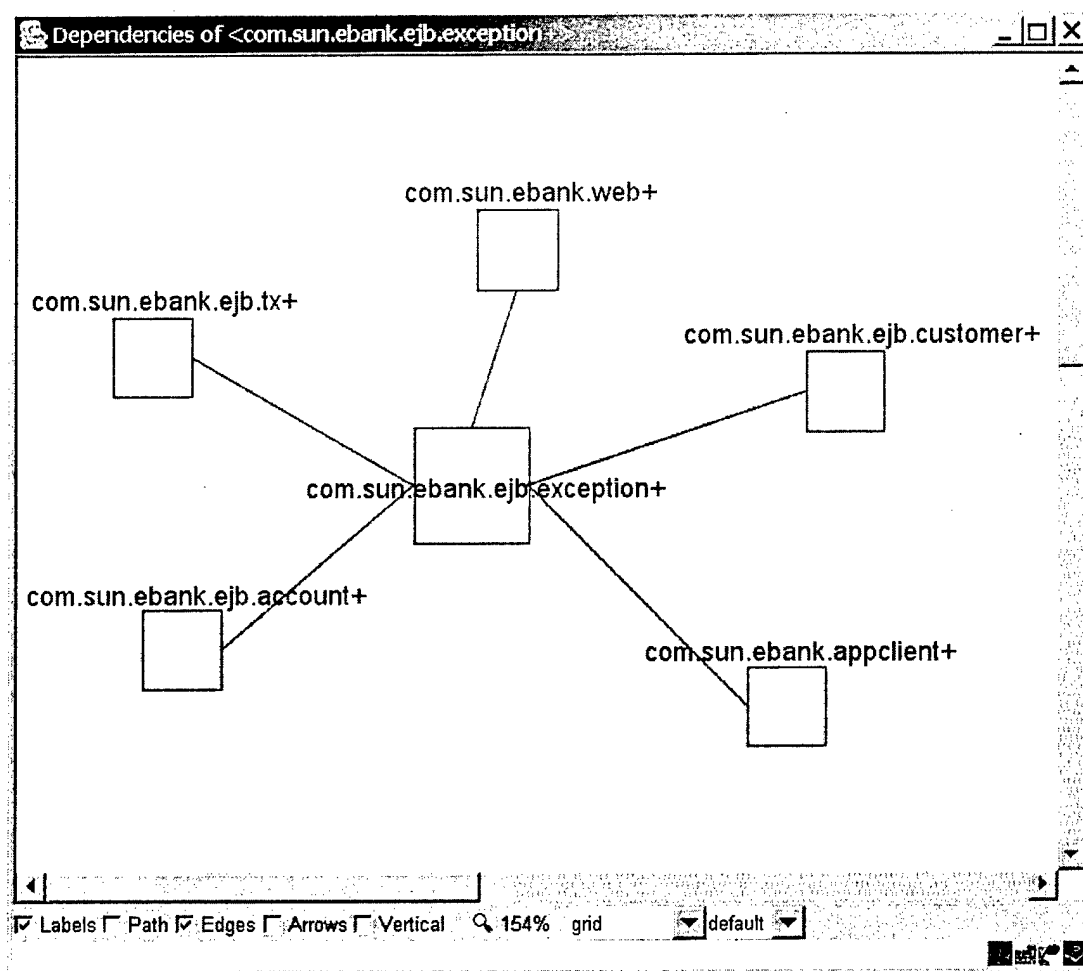 Dependencies of <com.sun.ebank.ejb.exception+>
com.sun.ebank.web+
com.sun.ebank.ejb.tx+
com.sun.ebank.ejb.customer+
com.sun.ebank.ejb.exception+
com.sun.ebank.ejb.account+
com.sun.ebank.appclient+
Labels Path Edges Arrows Vertical 154% grid default